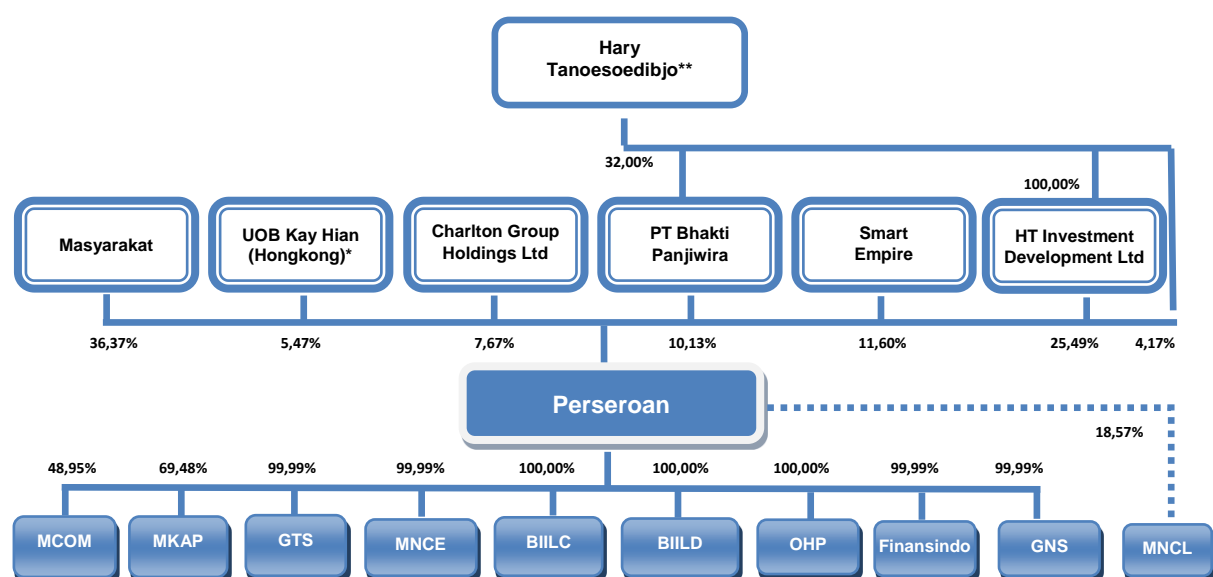 Hary
Tanoesoedibjo**
32,00%
100,00%
Masyarakat
UOB Kay Hian
(Hongkong)*
Charlton Group
Holdings Ltd
PT Bhakti
Panjiwira
Smart
Empire
HT Investment
Development Ltd
36,37%
5,47%
7,67%
10,13%
11,60%
25,49%
4,17%
Perseroan
18,57%
48,95%
69,48%
99,99%
99,99%
100,00%
100,00%
100,00%
99,99%
99,99%
MCOM
MKAP
GTS
MNCE
BIILC
BIILD
OHP
Finansindo
GNS
MNCL